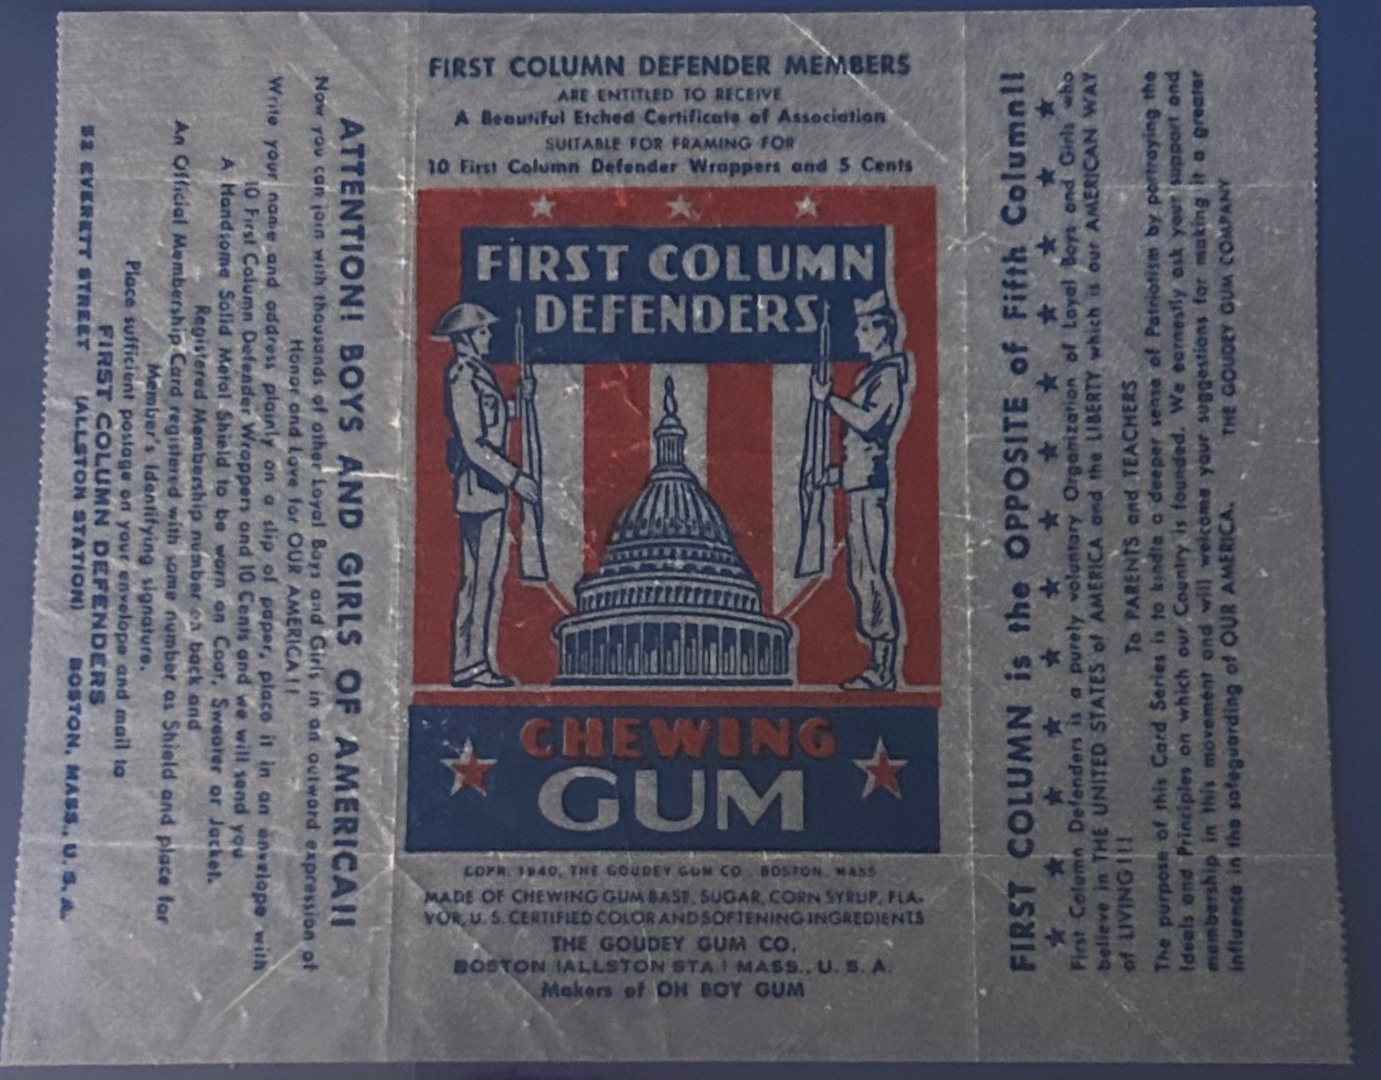 FIRST COLUMN DEFENDER MEMBERS
ARE ENTITLED TO RECEIVE
A Beautiful Etched Certificate of Association
SUITABLE FOR FRAMING FOR
10 First Column Defender Wrappers and 5 Cents
FIRST COLUMN
DEFENDERS
CHEWING
GUM
COPR. 1940, THE GOUDEY GUM CO., BOSTON, MASS
MADE OF CHEWING GUM BASE, SUGAR, CORN SYRUP, FLA-
VOR, U. S. CERTIFIED COLOR AND SOFTENING INGREDIENTS
THE GOUDEY GUM CO.
BOSTON (ALLSTON STA.) MASS., U. S. A.
Makers of OH BOY GUM
ATTENTION! BOYS AND GIRLS OF AMERICA!!
Now you can join with thousands of other Loyal Boys and Girls in an outward expression of
Honor and Love for OUR AMERICA!!
Write your name and address plainly on a slip of paper, place it in an envelope with
10 First Column Defender Wrappers and 10 Cents and we will send you
A Handsome Solid Metal Shield to be worn on Coat, Sweater or Jacket.
Registered Membership number on back and
An Official Membership Card registered with same number as Shield and place for
Member's identifying signature.
Place sufficient postage on your envelope and mail to
FIRST COLUMN DEFENDERS
52 EVERETT STREET (ALLSTON STATION) BOSTON, MASS., U. S. A.
FIRST COLUMN is the OPPOSITE of Fifth Column!!
First Column Defenders is a purely voluntary Organization of Loyal Boys and Girls who
believe in THE UNITED STATES of AMERICA and the LIBERTY which is our AMERICAN WAY
of LIVING!!!
To PARENTS and TEACHERS
The purpose of this Card Series is to kindle a deeper sense of Patriotism by portraying the
Ideals and Principles on which our Country is founded. We earnestly ask your support and
membership in this movement and will welcome your suggestions for making it a greater
influence in the safeguarding of OUR AMERICA. THE GOUDEY GUM COMPANY